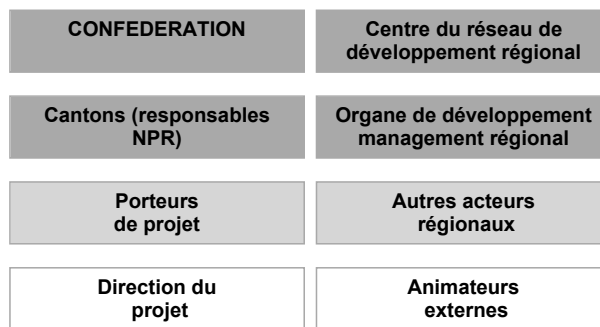 CONFEDERATION
Centre du réseau de
développement régional
Cantons (responsables
NPR)
Organe de développement
management régional
Porteurs
de projet
Autres acteurs
régionaux
Direction du
projet
Animateurs
externes